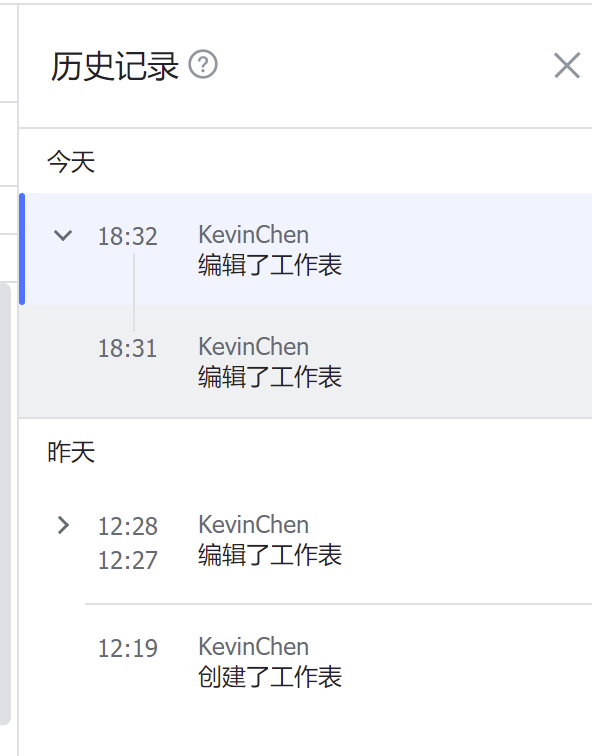 历史记录 ?
今天
18:32 KevinChen
编辑了工作表
18:31 KevinChen
编辑了工作表
昨天
12:28 KevinChen
12:27 编辑了工作表
12:19 KevinChen
创建了工作表